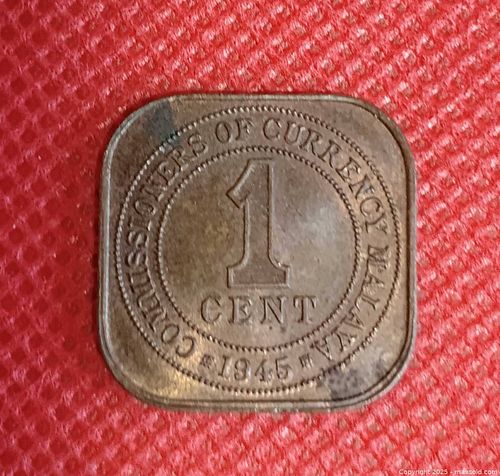 COMMISSIONERS OF CURRENCY MALAYA
1
CENT
1945
Copyright 2025 - maxsold.com